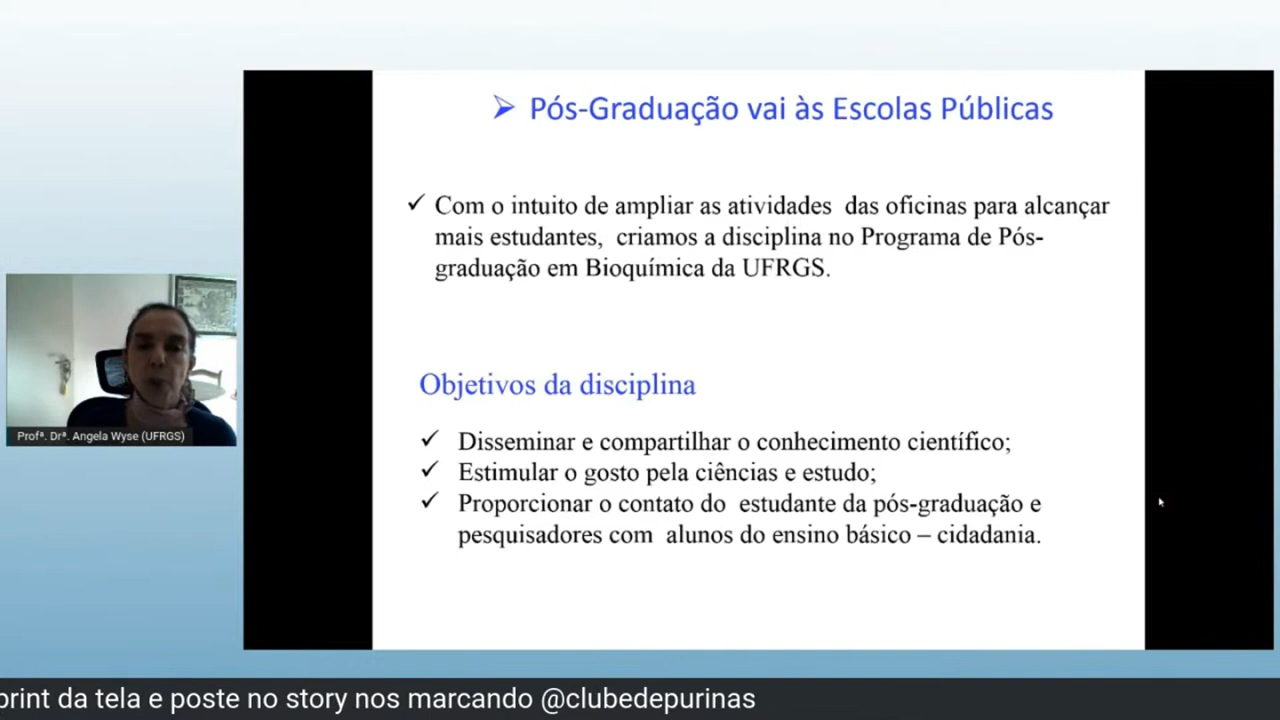 ➢ Pós-Graduação vai às Escolas Públicas
✓ Com o intuito de ampliar as atividades das oficinas para alcançar
mais estudantes, criamos a disciplina no Programa de Pós-
graduação em Bioquímica da UFRGS.
Objetivos da disciplina
✓ Disseminar e compartilhar o conhecimento científico;
✓ Estimular o gosto pela ciências e estudo;
✓ Proporcionar o contato do estudante da pós-graduação e
pesquisadores com alunos do ensino básico – cidadania.
Profª. Drª. Angela Wyse (UFRGS)
print da tela e poste no story nos marcando @clubedepurinas